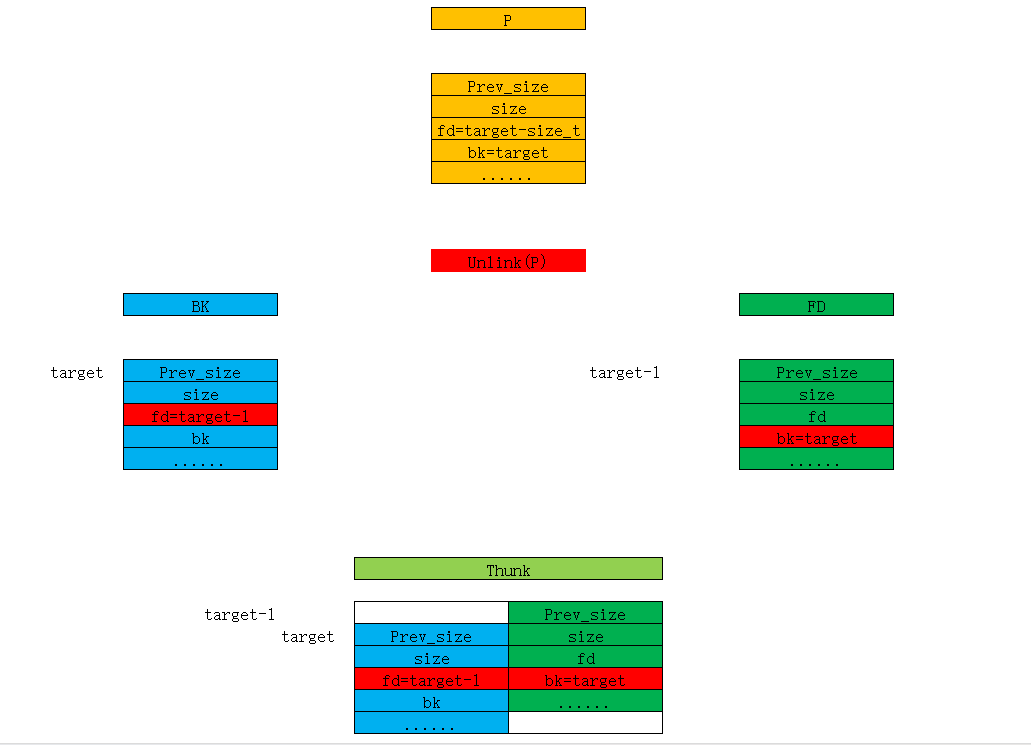 P
Prev_size
size
fd=target-size_t
bk=target
......
Unlink(P)
BK
FD
target
Prev_size
size
fd=target-1
bk
......
target-1
Prev_size
size
fd
bk=target
......
Thunk
target-1 Prev_size
target Prev_size size
size fd
fd=target-1 bk=target
bk ......
......